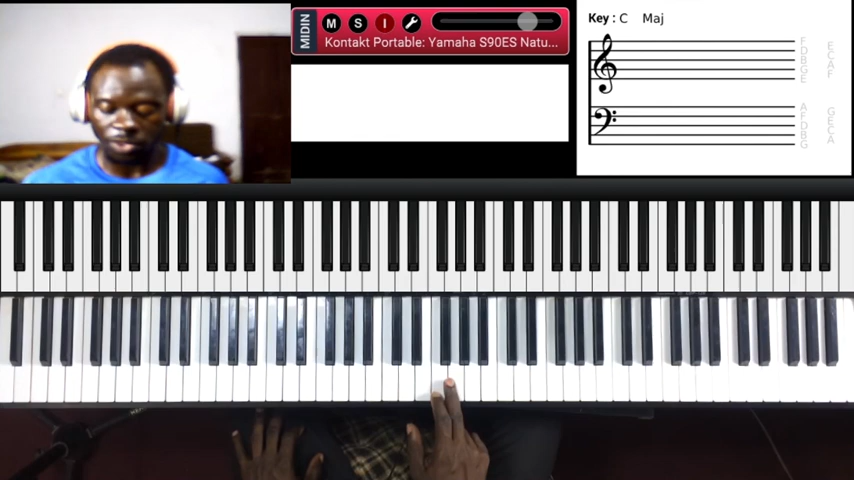 MIDIN
M S I
Kontakt Portable: Yamaha S90ES Natu...
Key : C Maj
F
D
B
G
E
E
C
A
F
A
F
D
B
G
G
E
C
A